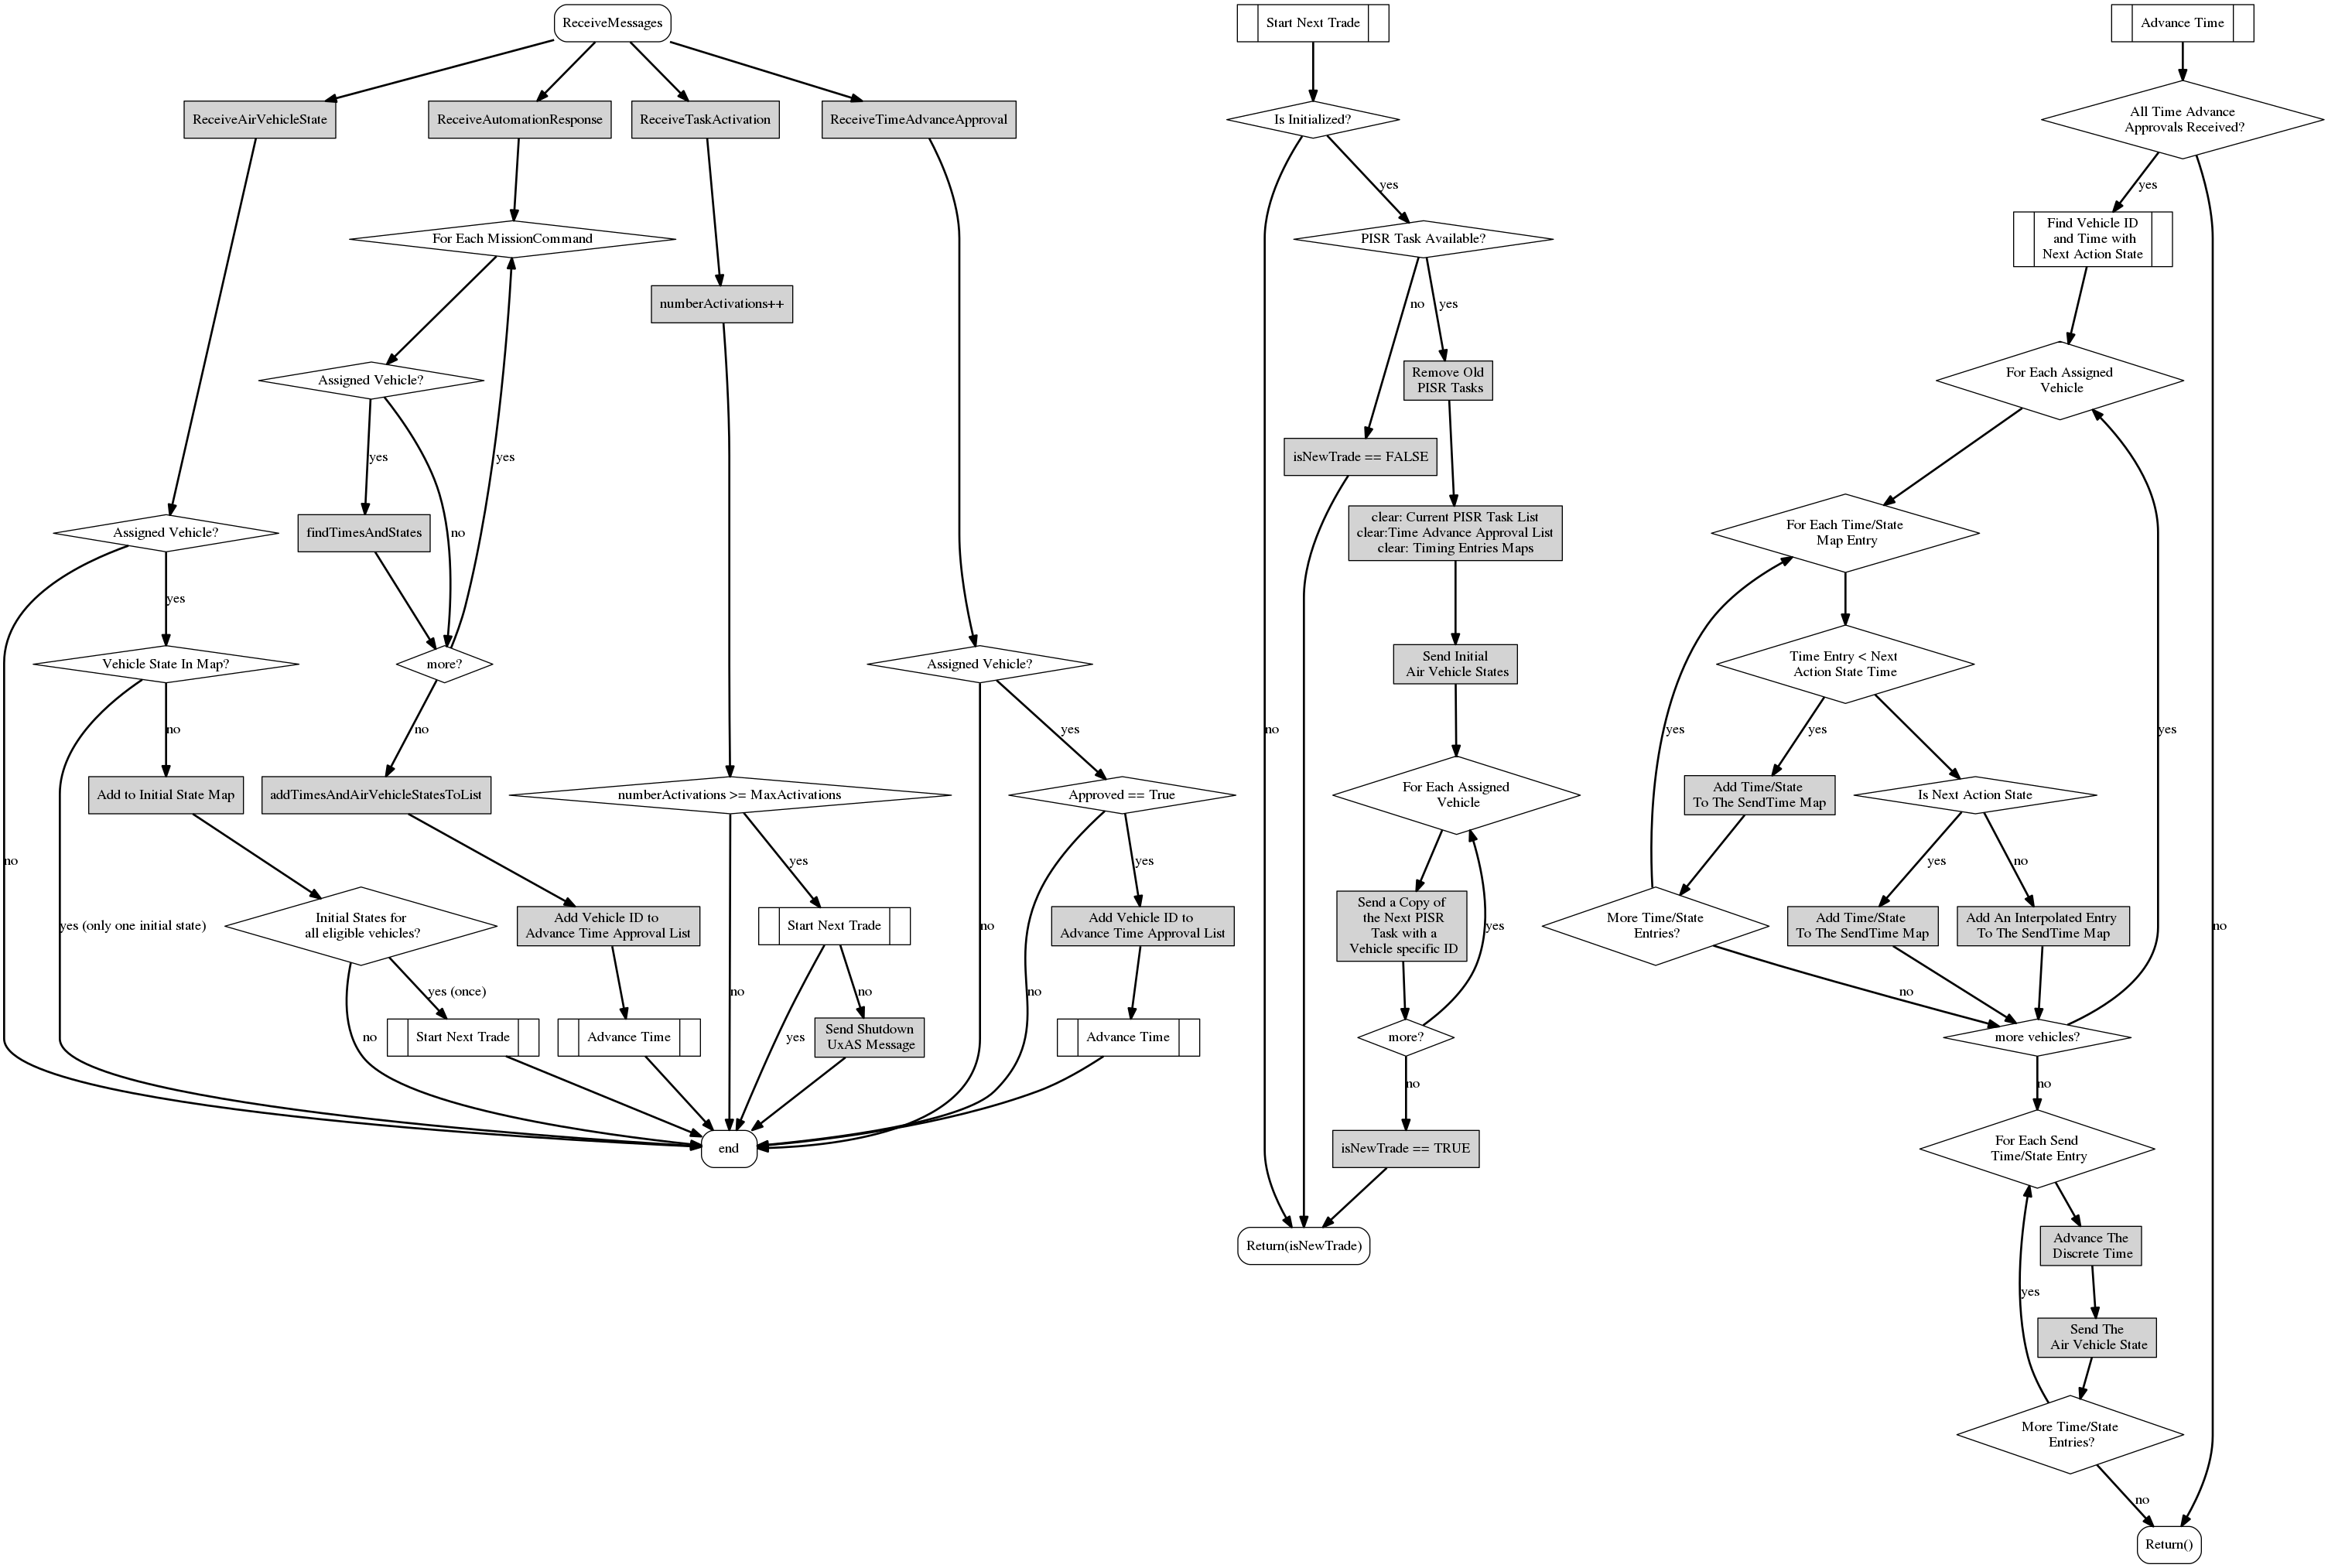 ReceiveMessages
ReceiveAirVehicleState
ReceiveAutomationResponse
ReceiveTaskActivation
ReceiveTimeAdvanceApproval
For Each MissionCommand
numberActivations++
Assigned Vehicle?
yes
no
yes
findTimesAndStates
Assigned Vehicle?
yes
no
Vehicle State In Map?
more?
Assigned Vehicle?
no
yes (only one initial state)
no
yes
no
Add to Initial State Map
addTimesAndAirVehicleStatesToList
numberActivations >= MaxActivations
Approved == True
yes
yes
no
no
no
Initial States for
all eligible vehicles?
Add Vehicle ID to
Advance Time Approval List
Start Next Trade
Add Vehicle ID to
Advance Time Approval List
yes (once)
no
yes
no
Start Next Trade
Advance Time
Send Shutdown
UxAS Message
Advance Time
end
Start Next Trade
Is Initialized?
yes
no
PISR Task Available?
no
yes
Remove Old
PISR Tasks
isNewTrade == FALSE
clear: Current PISR Task List
clear:Time Advance Approval List
clear: Timing Entries Maps
Send Initial
Air Vehicle States
For Each Assigned
Vehicle
Send a Copy of
the Next PISR
Task with a
Vehicle specific ID
yes
more?
no
isNewTrade == TRUE
Return(isNewTrade)
Advance Time
All Time Advance
Approvals Received?
yes
no
Find Vehicle ID
and Time with
Next Action State
For Each Assigned
Vehicle
For Each Time/State
Map Entry
Time Entry < Next
Action State Time
yes
yes
yes
Add Time/State
To The SendTime Map
Is Next Action State
yes
no
More Time/State
Entries?
Add Time/State
To The SendTime Map
Add An Interpolated Entry
To The SendTime Map
no
more vehicles?
no
For Each Send
Time/State Entry
Advance The
Discrete Time
yes
Send The
Air Vehicle State
More Time/State
Entries?
no
Return()